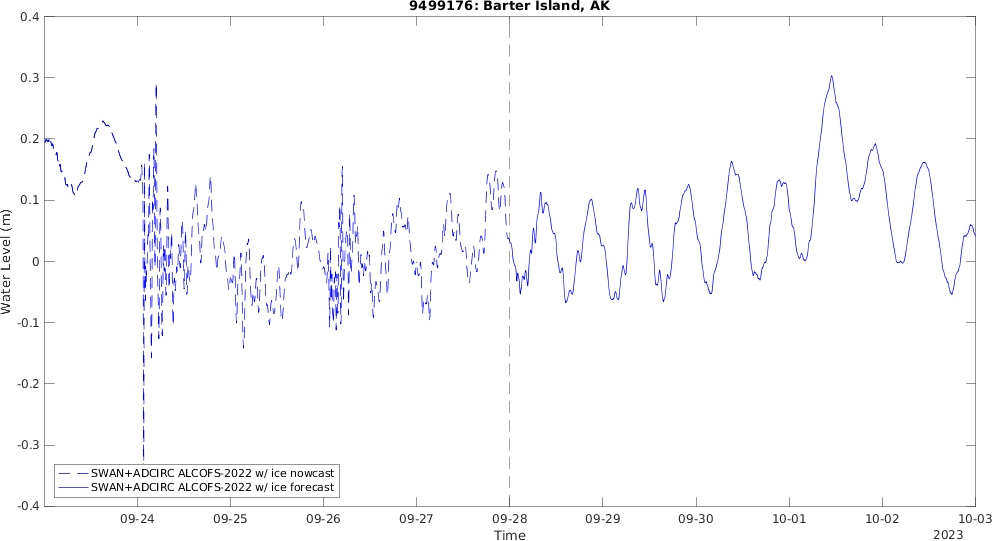 9499176: Barter Island, AK
0.4
0.3
0.2
0.1
0
-0.1
-0.2
-0.3
-0.4
Water Level (m)
SWAN+ADCIRC ALCOFS-2022 w/ ice nowcast
SWAN+ADCIRC ALCOFS-2022 w/ ice forecast
09-24 09-25 09-26 09-27 09-28 09-29 09-30 10-01 10-02 10-03
Time
2023